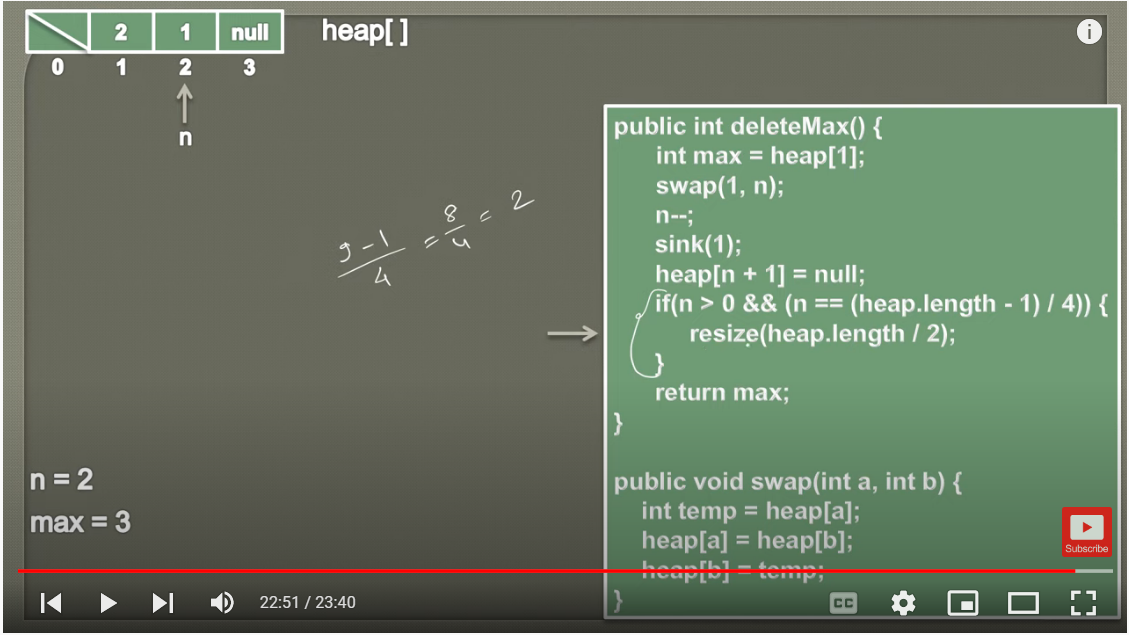 2 1 null heap[ ]
0 1 2 3
n
public int deleteMax() {
int max = heap[1];
swap(1, n);
n--;
sink(1);
heap[n + 1] = null;
if(n > 0 && (n == (heap.length - 1) / 4)) {
resize(heap.length / 2);
}
return max;
}
public void swap(int a, int b) {
int temp = heap[a];
heap[a] = heap[b];
heap[b] = temp;
}
9 - 1 / 4 = 8 / 4 = 2
n = 2
max = 3
Subscribe
22:51 / 23:40
CC